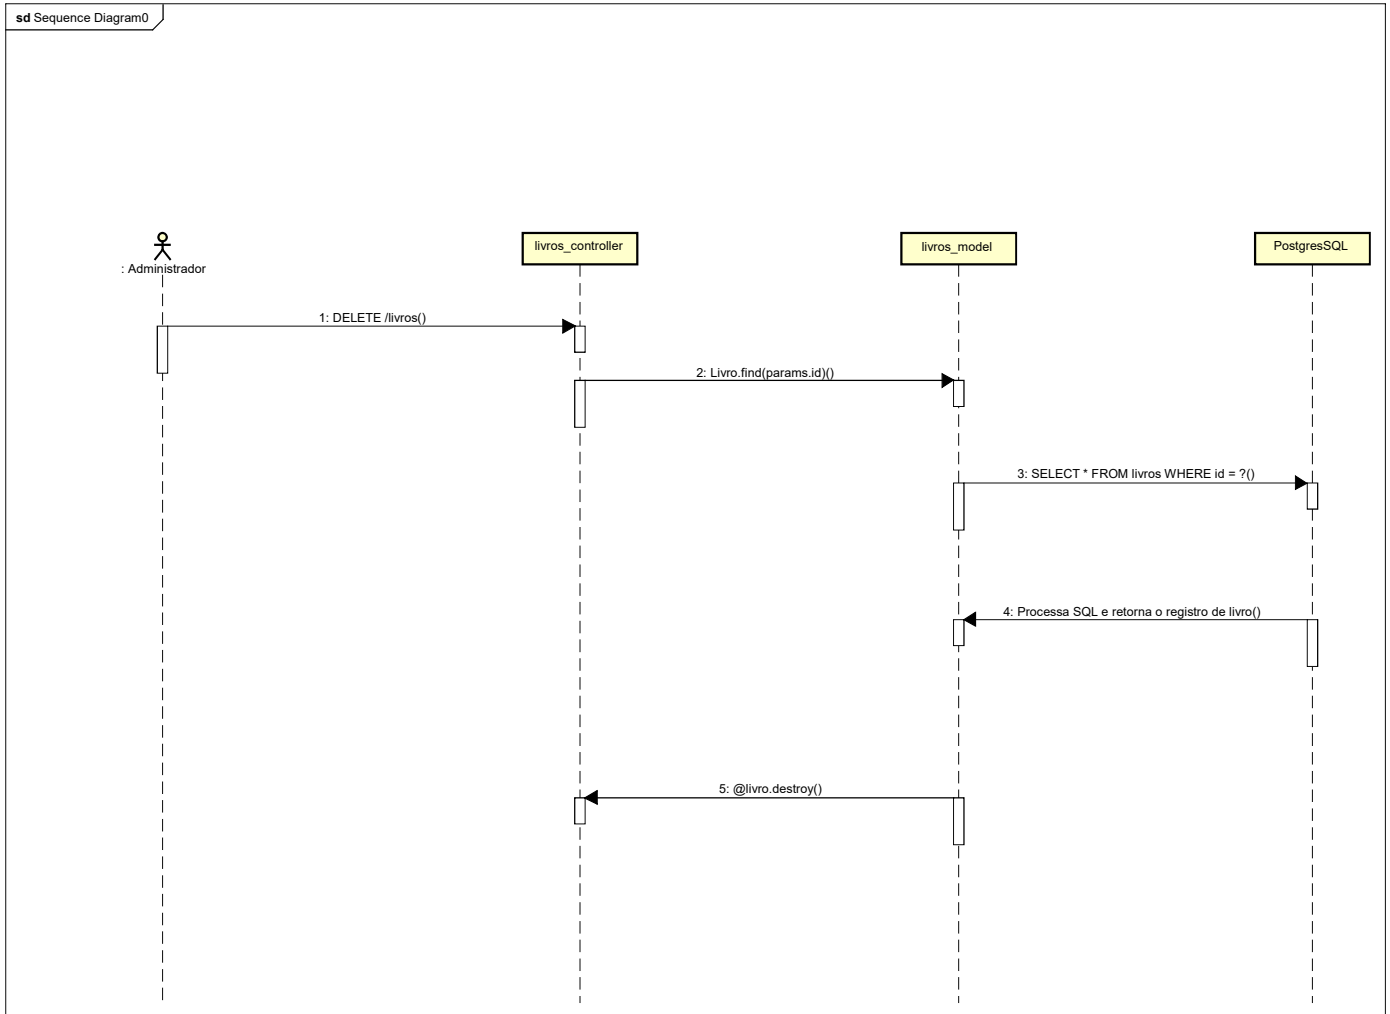 sd Sequence Diagram0
: Administrador
livros_controller
livros_model
PostgresSQL
1: DELETE /livros()
2: Livro.find(params.id)()
3: SELECT * FROM livros WHERE id = ?()
4: Processa SQL e retorna o registro de livro()
5: @livro.destroy()